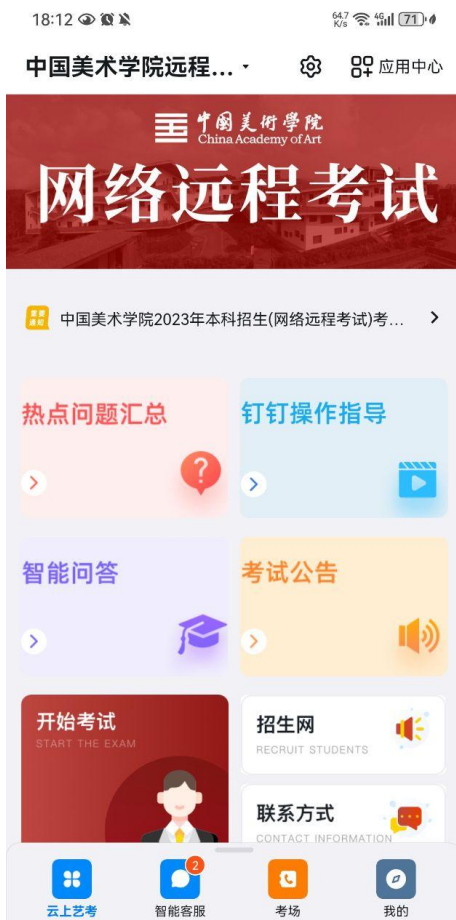 18:12
64.7
K/s
4G
71
中国美术学院远程...
应用中心
中国美術學院
China Academy of Art
网络远程考试
重要
通知
中国美术学院2023年本科招生(网络远程考试)考...
热点问题汇总
钉钉操作指导
智能问答
考试公告
开始考试
START THE EXAM
招生网
RECRUIT STUDENTS
联系方式
CONTACT INFORMATION
2
云上艺考
智能客服
考场
我的